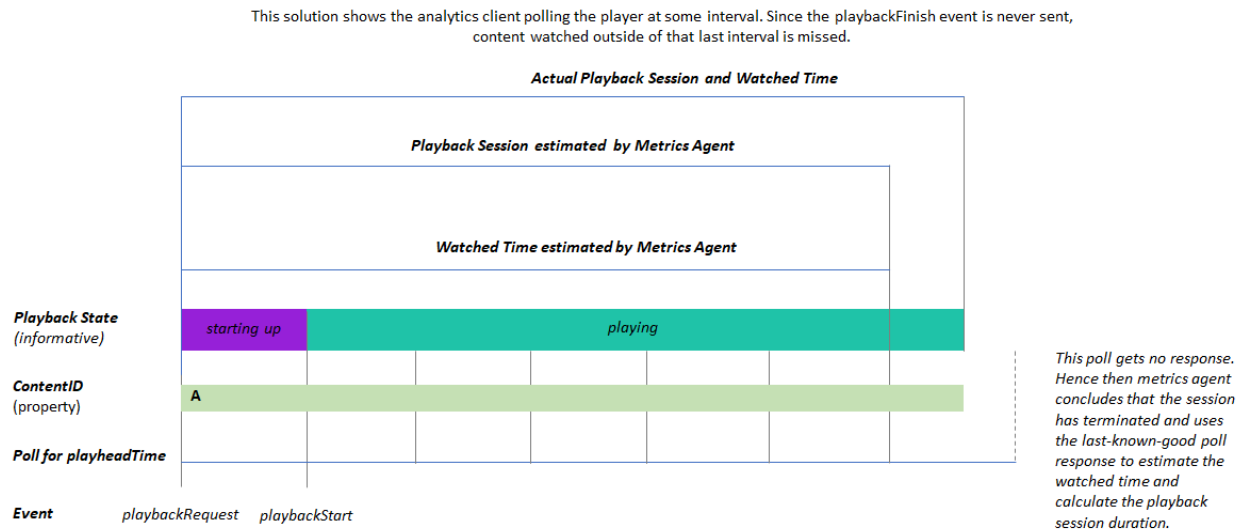 This solution shows the analytics client polling the player at some interval. Since the playbackFinish event is never sent,
content watched outside of that last interval is missed.
Actual Playback Session and Watched Time
Playback Session estimated by Metrics Agent
Watched Time estimated by Metrics Agent
Playback State
(informative)
starting up
playing
ContentID
(property)
A
Poll for playheadTime
This poll gets no response.
Hence then metrics agent
concludes that the session
has terminated and uses
the last-known-good poll
response to estimate the
watched time and
calculate the playback
session duration.
Event
playbackRequest
playbackStart